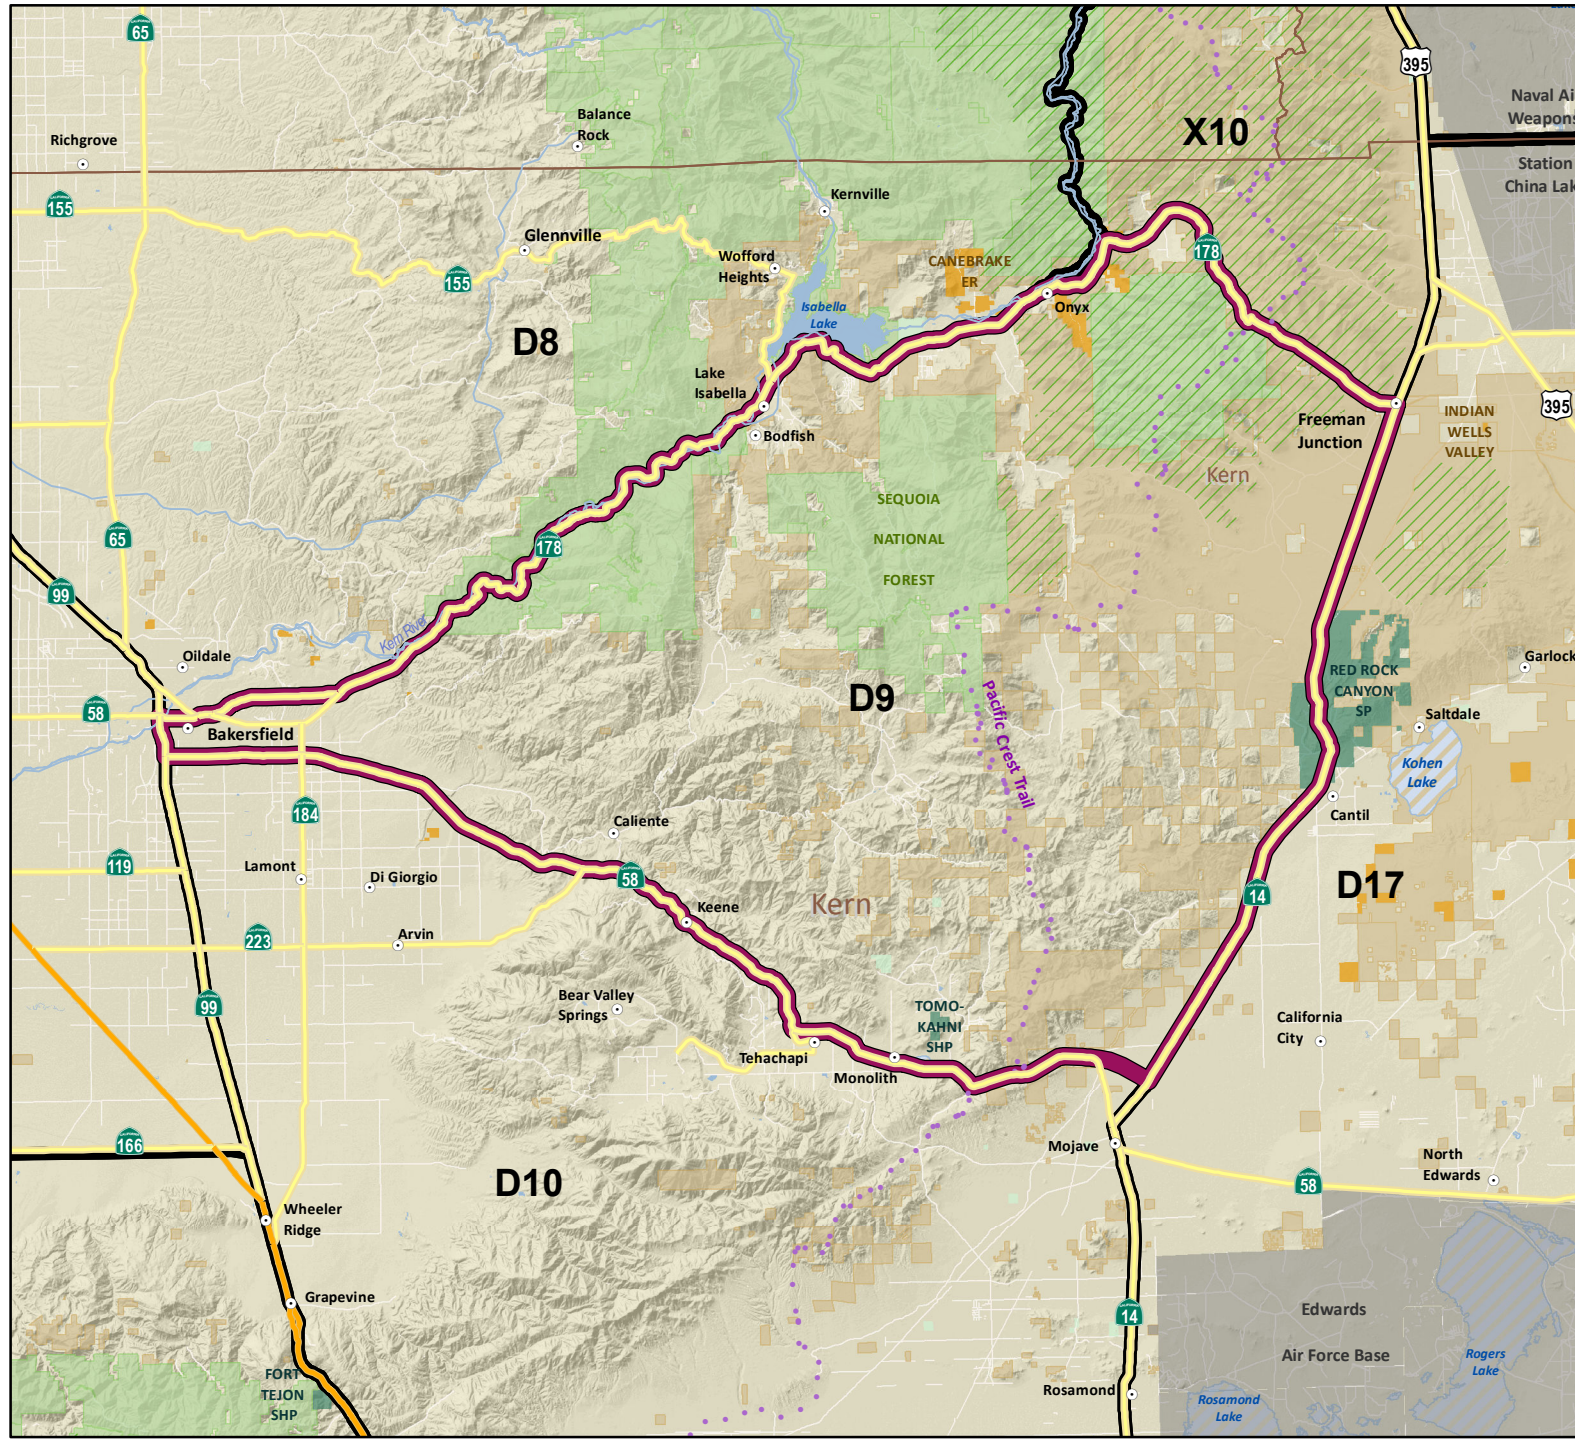 65
395
Naval Ai
Weapons
Balance
Rock
Richgrove
X10
Station
China Lak
155
Kernville
Glennville
178
Wofford
Heights
CANEBRAKE
ER
155
Isabella
Lake
Onyx
D8
Lake
Isabella
395
Freeman
Junction
INDIAN
WELLS
VALLEY
Bodfish
Kern
SEQUOIA
NATIONAL
FOREST
65
178
99
Kern River
Oildale
Garlock
RED ROCK
CANYON
SP
D9
Pacific Crest Trail
58
Saltdale
Bakersfield
Kohen
Lake
184
Caliente
Cantil
119
Lamont
Di Giorgio
58
14
D17
Keene
Kern
223
Arvin
99
Bear Valley
Springs
TOMO-
KAHNI
SHP
California
City
Tehachapi
Monolith
166
Mojave
North
Edwards
58
D10
Wheeler
Ridge
Grapevine
14
Edwards
Air Force Base
Rogers
Lake
FORT
TEJON
SHP
Rosamond
Rosamond
Lake